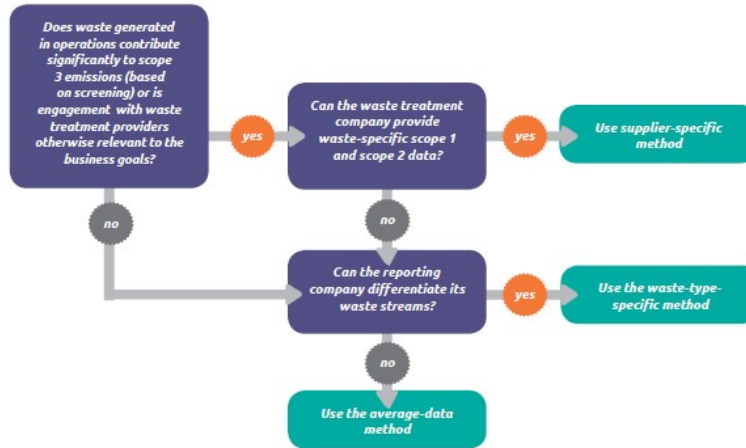 Does waste generated
in operations contribute
significantly to scope
3 emissions (based
on screening) or is
engagement with waste
treatment providers
otherwise relevant to the
business goals?
yes
Can the waste treatment
company provide
waste-specific scope 1
and scope 2 data?
yes
Use supplier-specific
method
no
no
Can the reporting
company differentiate its
waste streams?
yes
Use the waste-type-
specific method
no
Use the average-data
method